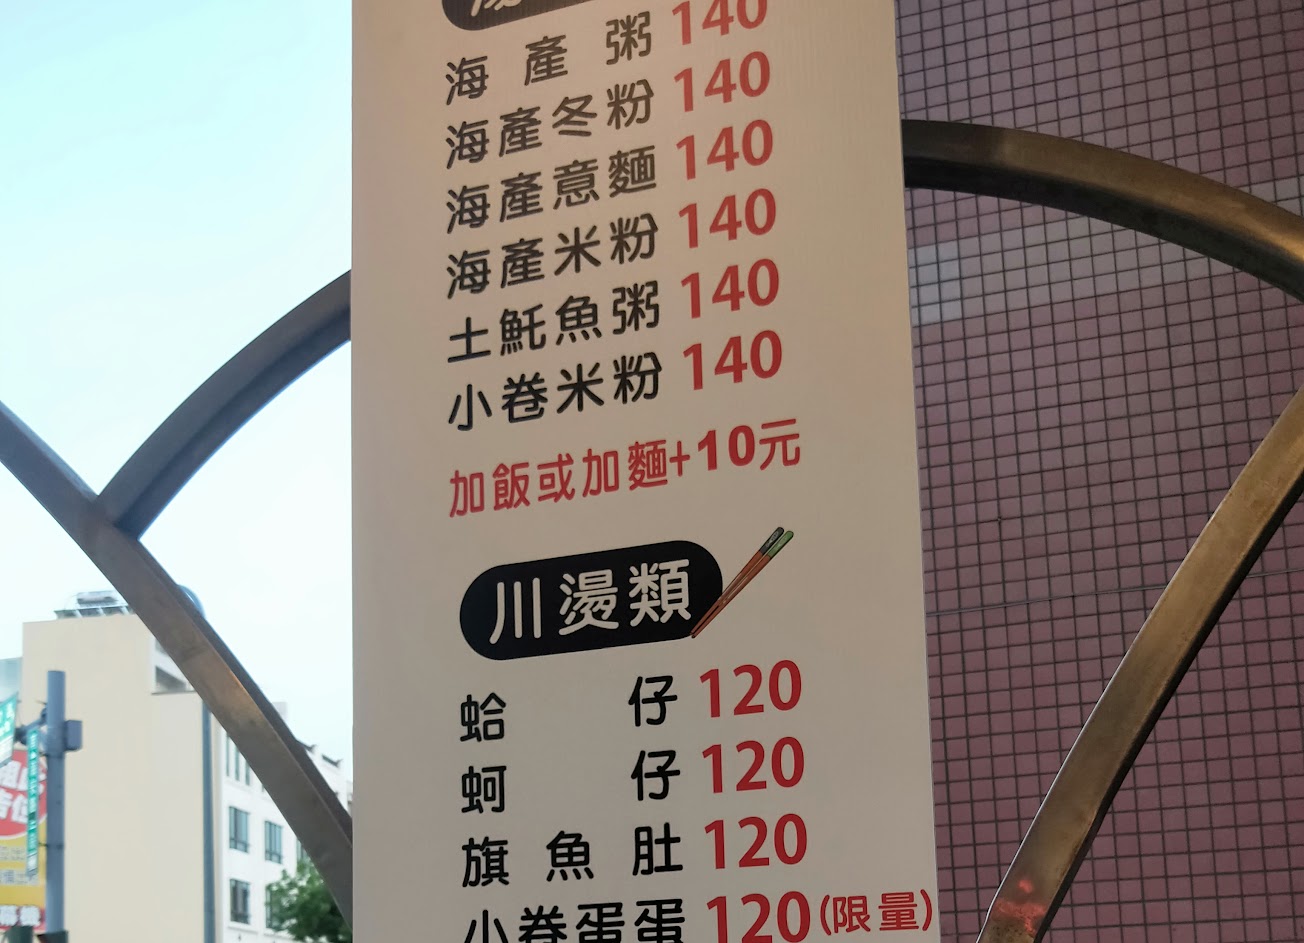 海產粥 140
海產冬粉 140
海產意麵 140
海產米粉 140
土魠魚粥 140
小卷米粉 140
加飯或加麵+10元
川燙類
蛤仔 120
蚵仔 120
旗魚肚 120
小卷蛋蛋 120(限量)